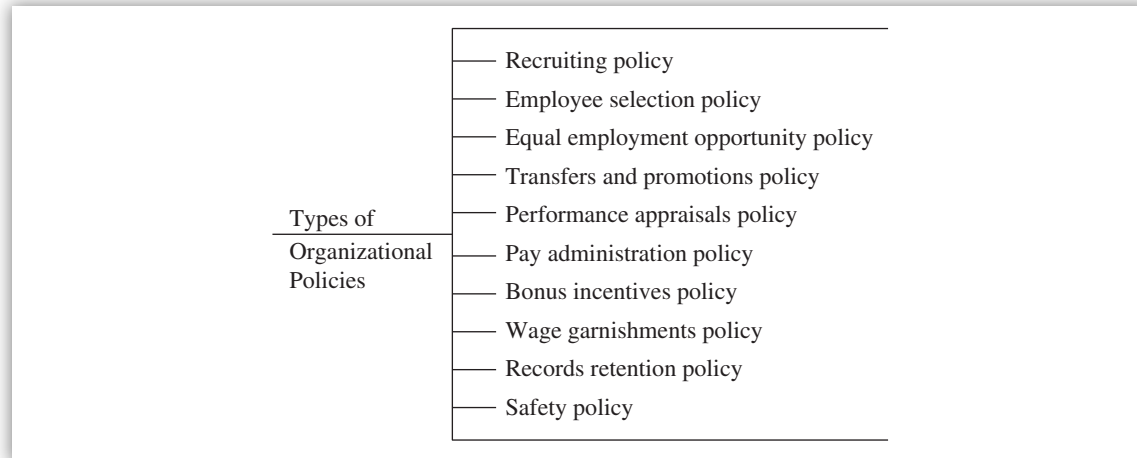 Types of
Organizational
Policies
Recruiting policy
Employee selection policy
Equal employment opportunity policy
Transfers and promotions policy
Performance appraisals policy
Pay administration policy
Bonus incentives policy
Wage garnishments policy
Records retention policy
Safety policy